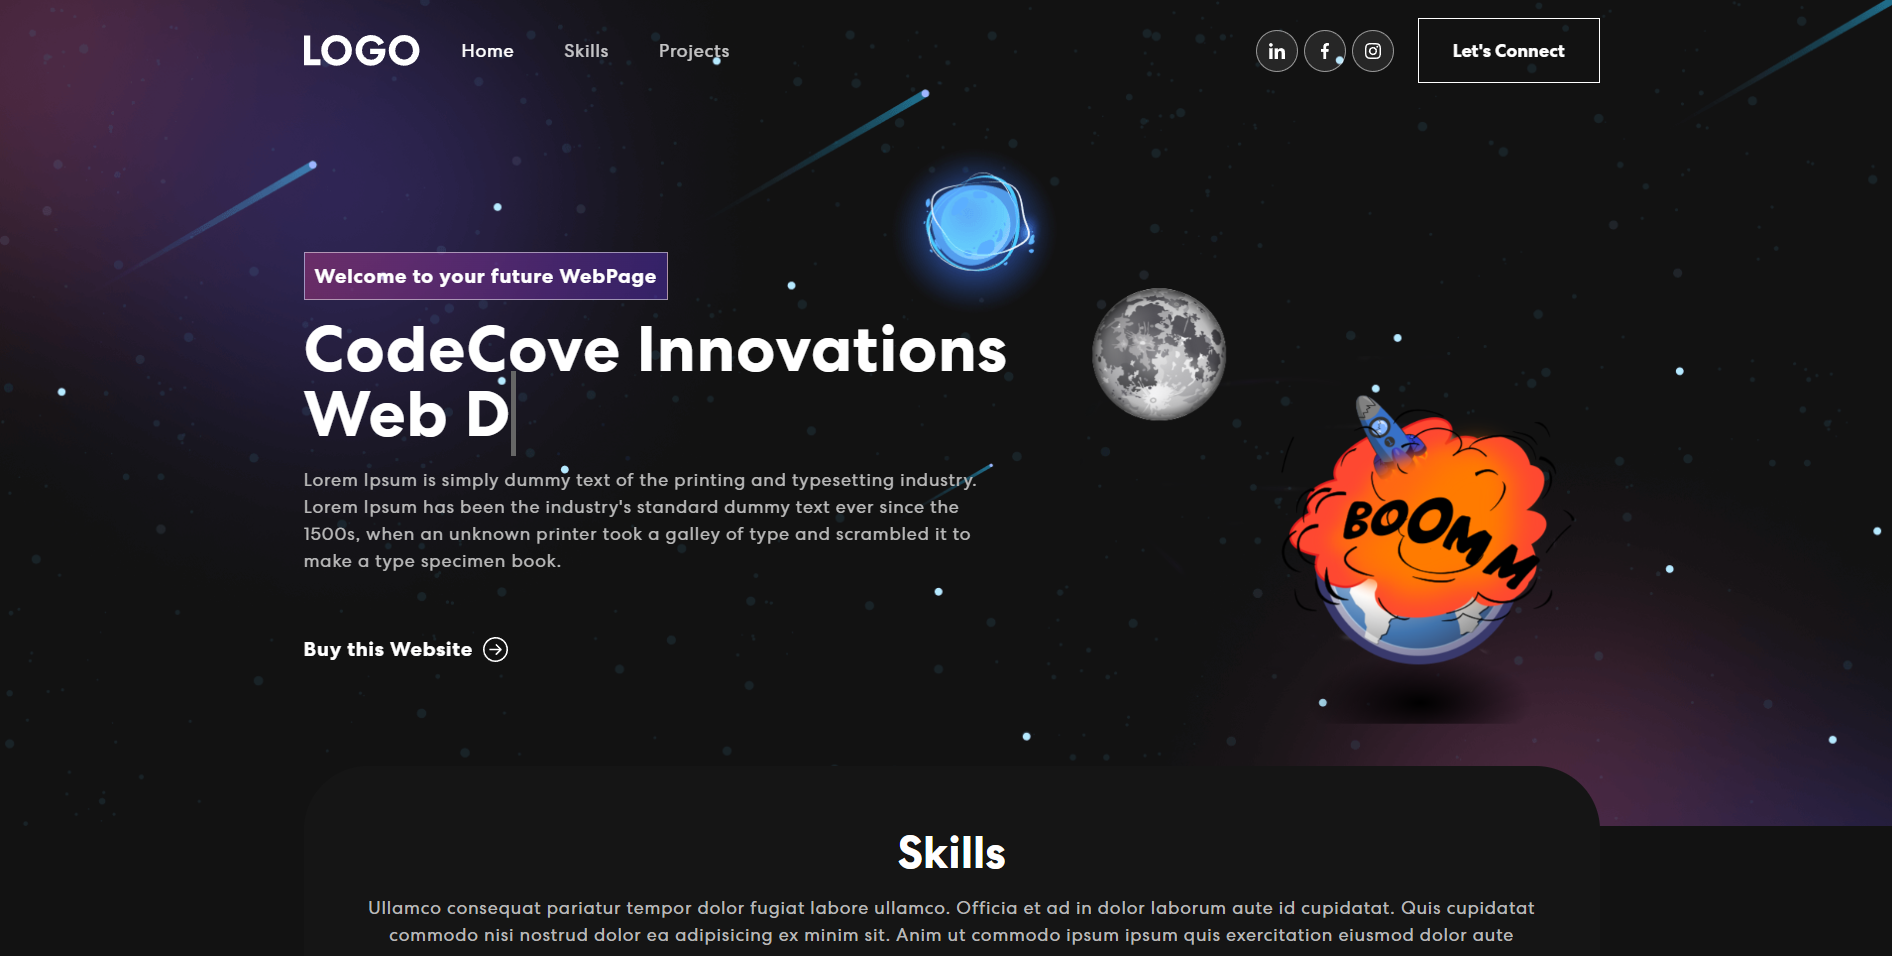 LOGO
Home
Skills
Projects
in
f
Let's Connect
Welcome to your future WebPage
CodeCove Innovations
Web D
Lorem Ipsum is simply dummy text of the printing and typesetting industry.
Lorem Ipsum has been the industry's standard dummy text ever since the
1500s, when an unknown printer took a galley of type and scrambled it to
make a type specimen book.
BOOMM
Buy this Website
Skills
Ullamco consequat pariatur tempor dolor fugiat labore ullamco. Officia et ad in dolor laborum aute id cupidatat. Quis cupidatat
commodo nisi nostrud dolor ea adipisicing ex minim sit. Anim ut commodo ipsum ipsum quis exercitation eiusmod dolor aute